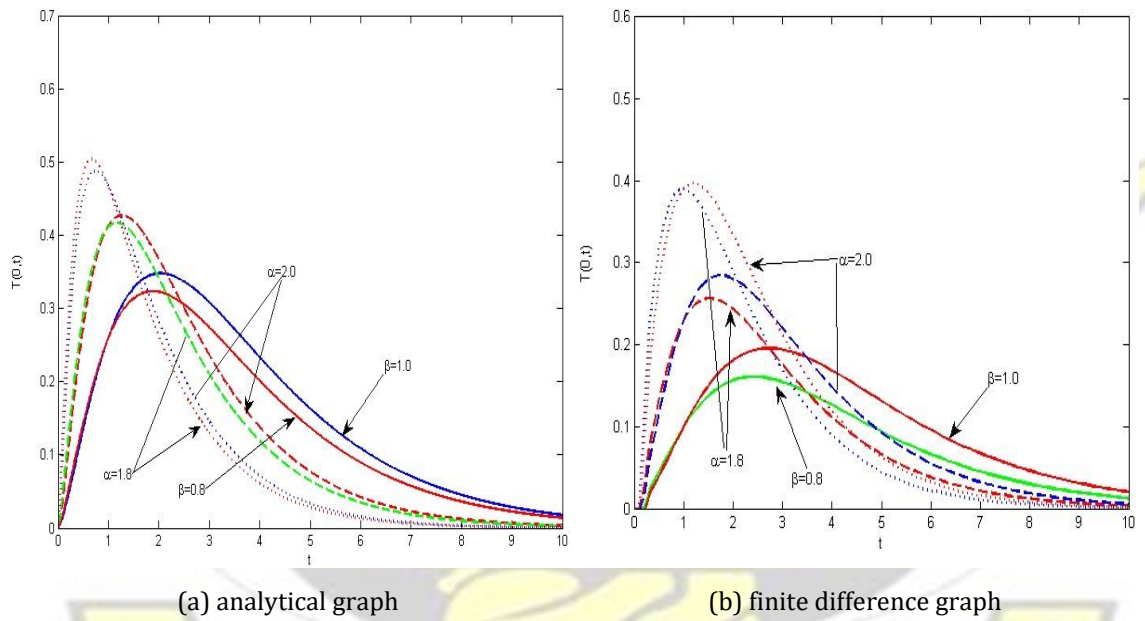 0.7
0.6
0.5
0.4
0.3
0.2
0.1
0
T(0,t)
0 1 2 3 4 5 6 7 8 9 10
t
α=2.0
β=1.0
α=1.8
β=0.8
(a) analytical graph
0.6
0.5
0.4
0.3
0.2
0.1
0
T(0,t)
0 1 2 3 4 5 6 7 8 9 10
t
α=2.0
β=1.0
α=1.8
β=0.8
(b) finite difference graph